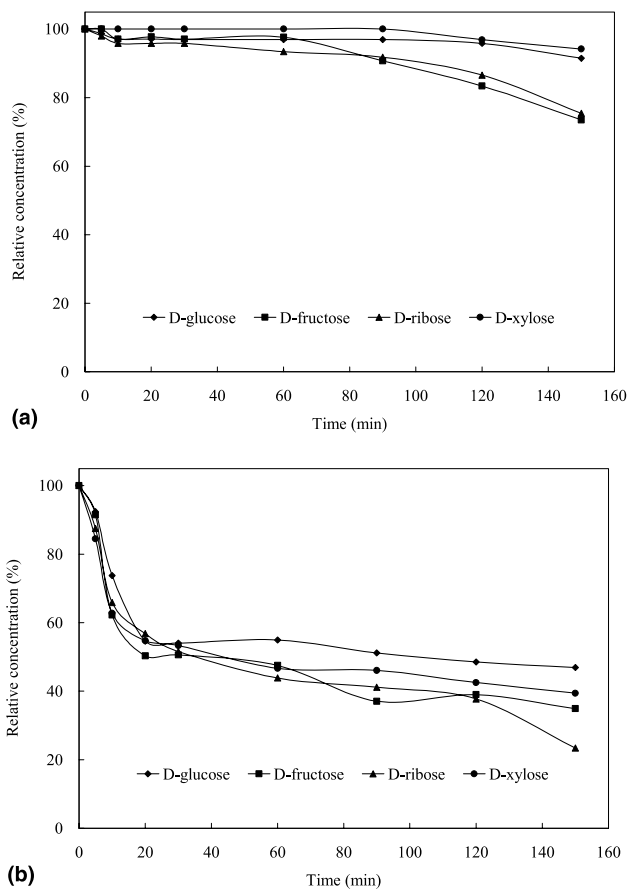 100
80
60
40
20
0
Relative concentration (%)
D-glucose D-fructose D-ribose D-xylose
0 20 40 60 80 100 120 140 160
Time (min)
(a)
100
80
60
40
20
0
Relative concentration (%)
D-glucose D-fructose D-ribose D-xylose
0 20 40 60 80 100 120 140 160
Time (min)
(b)